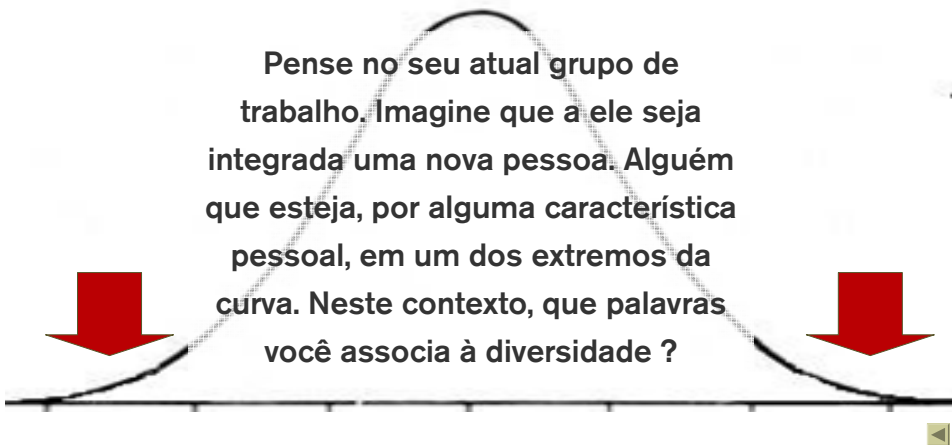 Pense no seu atual grupo de
trabalho. Imagine que a ele seja
integrada uma nova pessoa. Alguém
que esteja, por alguma característica
pessoal, em um dos extremos da
curva. Neste contexto, que palavras
você associa à diversidade ?